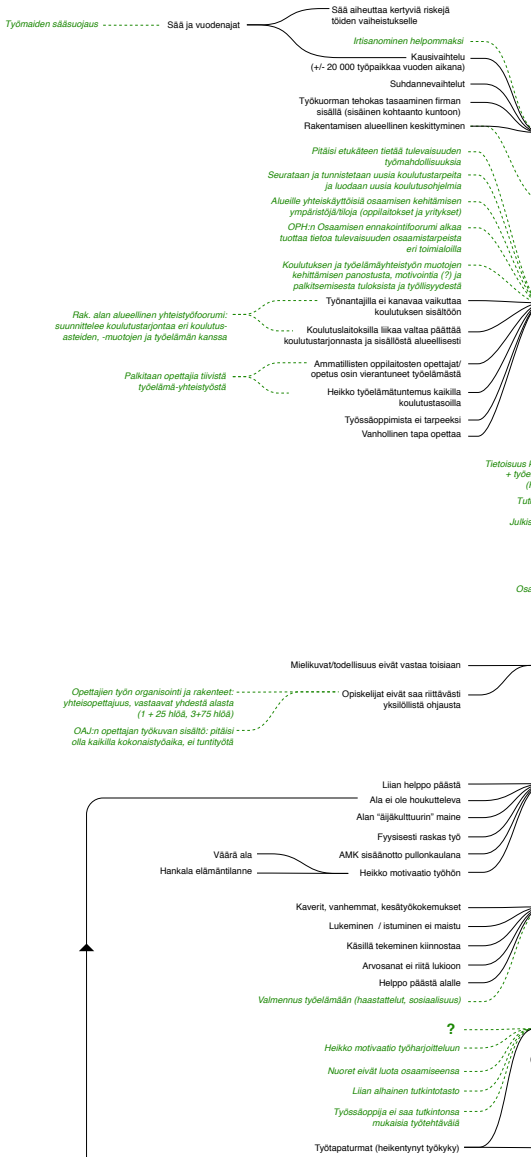 Sää aiheuttaa kertyviä riskejä
töiden vaiheistukselle
Työmaiden sääsuojaus
Sää ja vuodenajat
Irtisanominen helpommaksi
Kausivaihtelu
(+/- 20 000 työpaikkaa vuoden aikana)
Suhdannevaihtelut
Työkuorman tehokas tasaaminen firman
sisällä (sisäinen kohtaanto kuntoon)
Rakentamisen alueellinen keskittyminen
Pitäisi etukäteen tietää tulevaisuuden
työmahdollisuuksia
Seurataan ja tunnistetaan uusia koulutustarpeita
ja luodaan uusia koulutusohjelmia
Alueille yhteiskäyttöisiä osaamisen kehitämisen
ympäristöjä/tiloja (oppilaitokset ja yritykset)
OPH:n Osaamisen ennakointifoorumi alkaa
tuottaa tietoa tulevaisuuden osaamistarpeista
eri toimialoilla
Koulutuksen ja työelämäyhteistyön muotojen
kehittämisen panostusta, motivointia (?) ja
palkitsemisesta tuloksista ja työllisyydestä
Työnantajilla ei kanavaa vaikuttaa
koulutuksen sisältöön
Rak. alan alueellinen yhteistyöfoorumi:
suunnittelee koulutustarjontaa eri koulutus-
asteiden, -muotojen ja työelämän kanssa
Koulutuslaitoksilla liikaa valtaa päättää
koulutustarjonnasta ja sisällöstä alueellisesti
Ammatillisten oppilaitosten opettajat/
opetus osin vierantuneet työelämästä
Palkitaan opettajia tiivistä
työelämä-yhteistyöstä
Heikko työelämätuntemus kaikilla
koulutustasoilla
Työssäoppimista ei tarpeeksi
Vanhollinen tapa opettaa
Tietoisuus
+ työe
Julkis
Osa
Mielikuvat/todellisuus eivät vastaa toisiaan
Opettajien työn organisointi ja rakenteet:
yhteisopettajuus, vastaavat yhdestä alasta
(1 + 25 hlöä, 3+75 hlöä)
Opiskelijat eivät saa riittävästi
yksilöllistä ohjausta
OAJ:n opettajan työkuvan sisältö: pitäisi
olla kaikilla kokonaistyöaika, ei tuntityötä
Liian helppo päästä
Ala ei ole houkutteleva
Alan “äijäkulttuurin” maine
Fyysisesti raskas työ
Väärä ala
AMK sisäänotto pullonkaulana
Hankala elämäntilanne
Heikko motivaatio työhön
Kaverit, vanhemmat, kesätyökokemukset
Lukeminen / istuminen ei maistu
Käsillä tekeminen kiinnostaa
Arvosanat ei riitä lukioon
Helppo päästä alalle
Valmennus työelämään (haastattelut, sosiaalisuus)
?
Heikko motivaatio työharjoitteluun
Nuoret eivät luota osaamiseensa
Liian alhainen tutkintotasto
Työssäoppija ei saa tutkintonsa
mukaisia työtehtäviä
Työtapaturmat (heikentynyt työkyky)